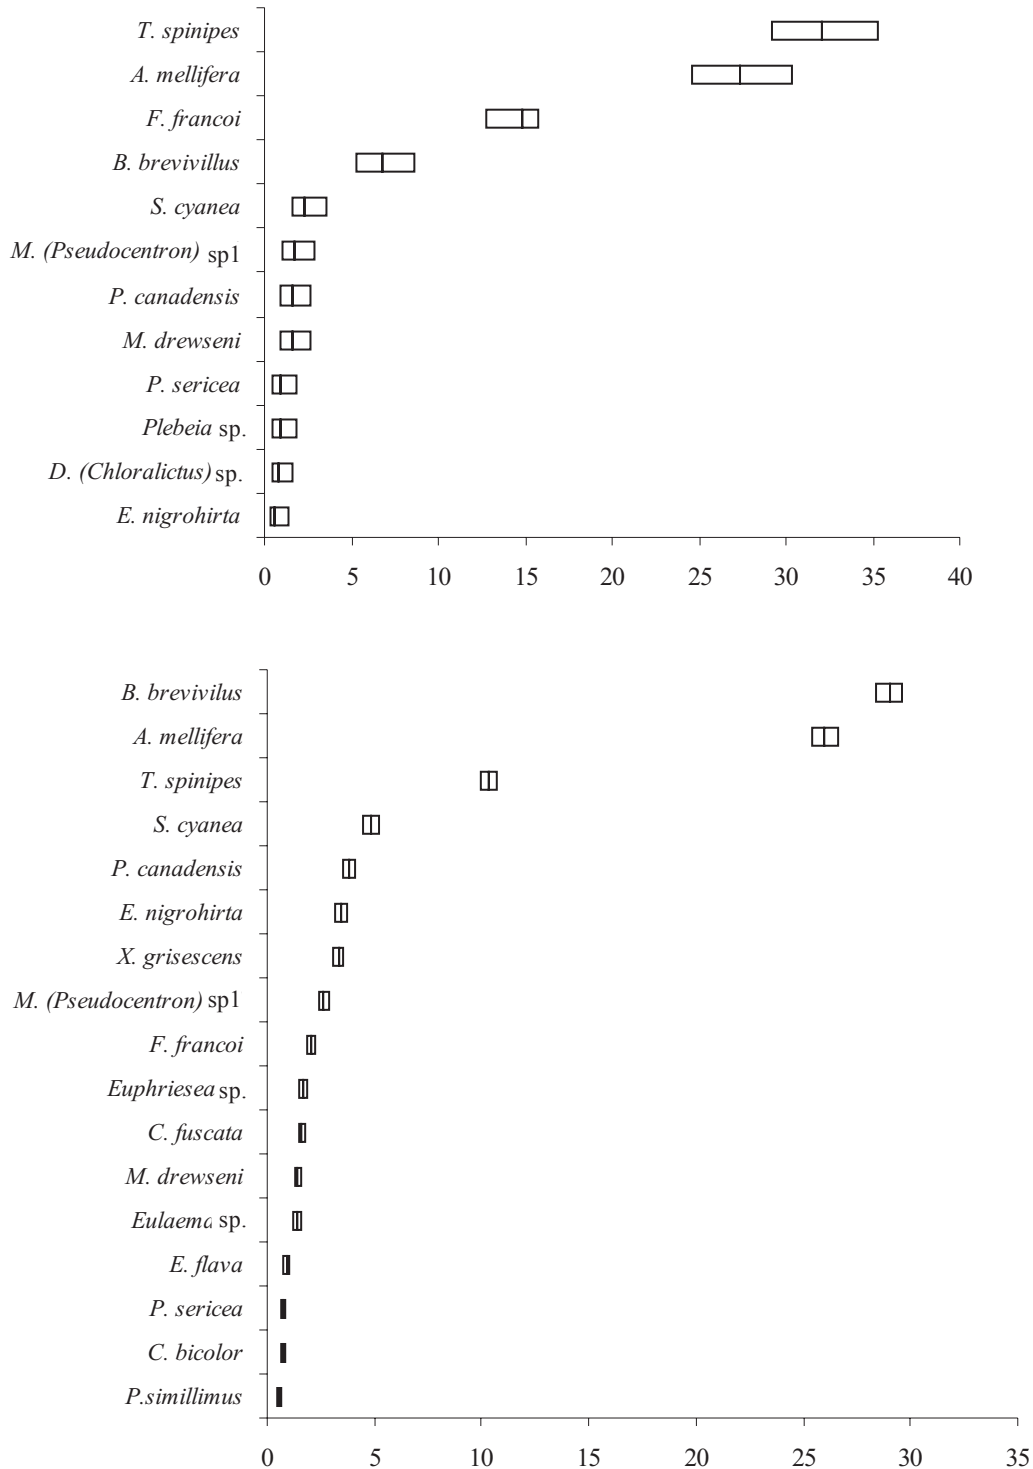 T. spinipes
A. mellifera
F. francoi
B. brevivillus
S. cyanea
M. (Pseudocentron) sp1
P. canadensis
M. drewseni
P. sericea
Plebeia sp.
D. (Chloralictus) sp.
E. nigrohirta
0 5 10 15 20 25 30 35 40
B. brevivilus
A. mellifera
T. spinipes
S. cyanea
P. canadensis
E. nigrohirta
X. grisescens
M. (Pseudocentron) sp1
F. francoi
Euphriesea sp.
C. fuscata
M. drewseni
Eulaema sp.
E. flava
P. sericea
C. bicolor
P.simillimus
0 5 10 15 20 25 30 35